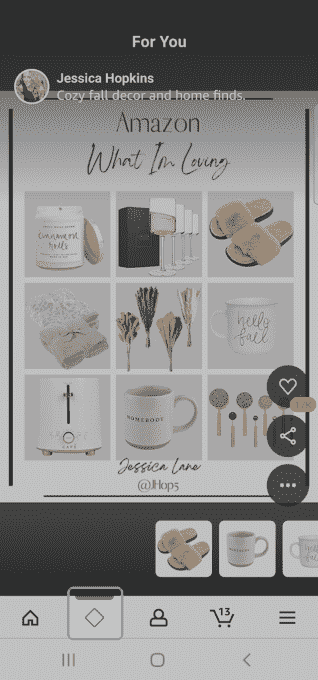 For You
Jessica Hopkins
Cozy fall decor and home finds
Amazon
What I'm Loving
cinnamon
rolls
hello
fall
HOMEBODY
Jessica Lane
@JHop5
13